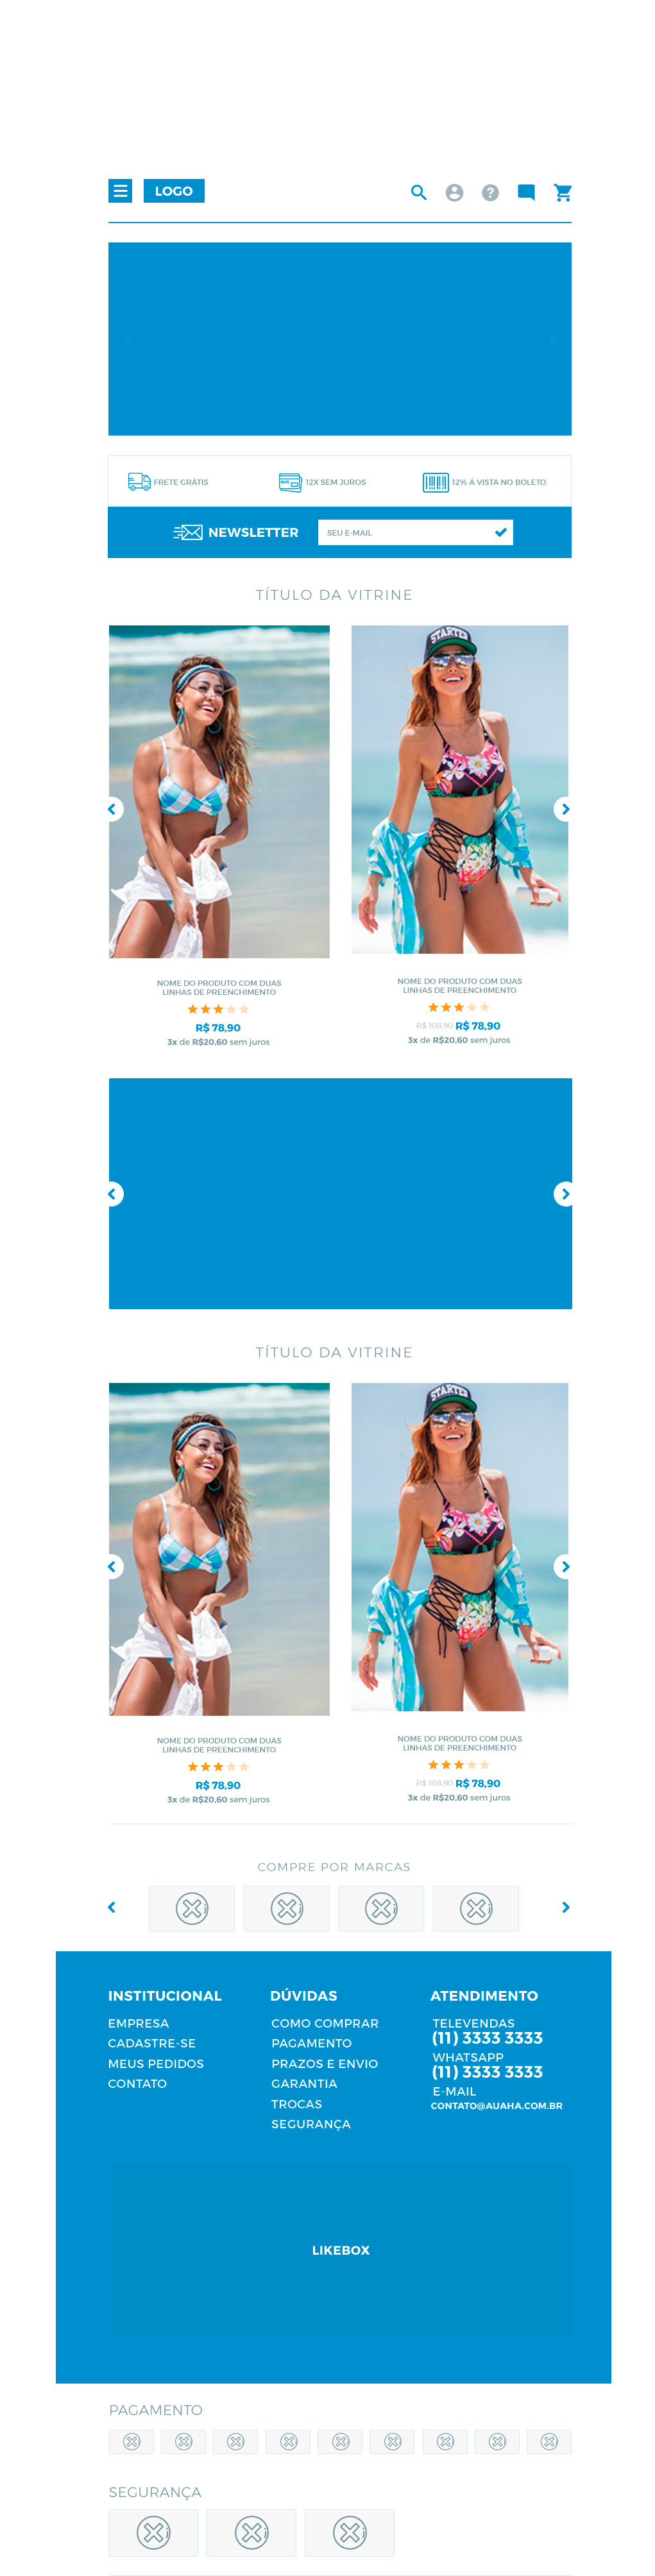 LOGO
FRETE GRÁTIS
12X SEM JUROS
12% Á VISTA NO BOLETO
NEWSLETTER
SEU E-MAIL
TÍTULO DA VITRINE
STARTER
NOME DO PRODUTO COM DUAS
LINHAS DE PREENCHIMENTO
R$ 78,90
3x de R$20,60 sem juros
NOME DO PRODUTO COM DUAS
LINHAS DE PREENCHIMENTO
R$ 108,90 R$ 78,90
3x de R$20,60 sem juros
TÍTULO DA VITRINE
STARTER
NOME DO PRODUTO COM DUAS
LINHAS DE PREENCHIMENTO
R$ 78,90
3x de R$20,60 sem juros
NOME DO PRODUTO COM DUAS
LINHAS DE PREENCHIMENTO
R$ 108,90 R$ 78,90
3x de R$20,60 sem juros
COMPRE POR MARCAS
INSTITUCIONAL
EMPRESA
CADASTRE-SE
MEUS PEDIDOS
CONTATO
DÚVIDAS
COMO COMPRAR
PAGAMENTO
PRAZOS E ENVIO
GARANTIA
TROCAS
SEGURANÇA
ATENDIMENTO
TELEVENDAS
(11) 3333 3333
WHATSAPP
(11) 3333 3333
E-MAIL
CONTATO@AUAHA.COM.BR
LIKEBOX
PAGAMENTO
SEGURANÇA